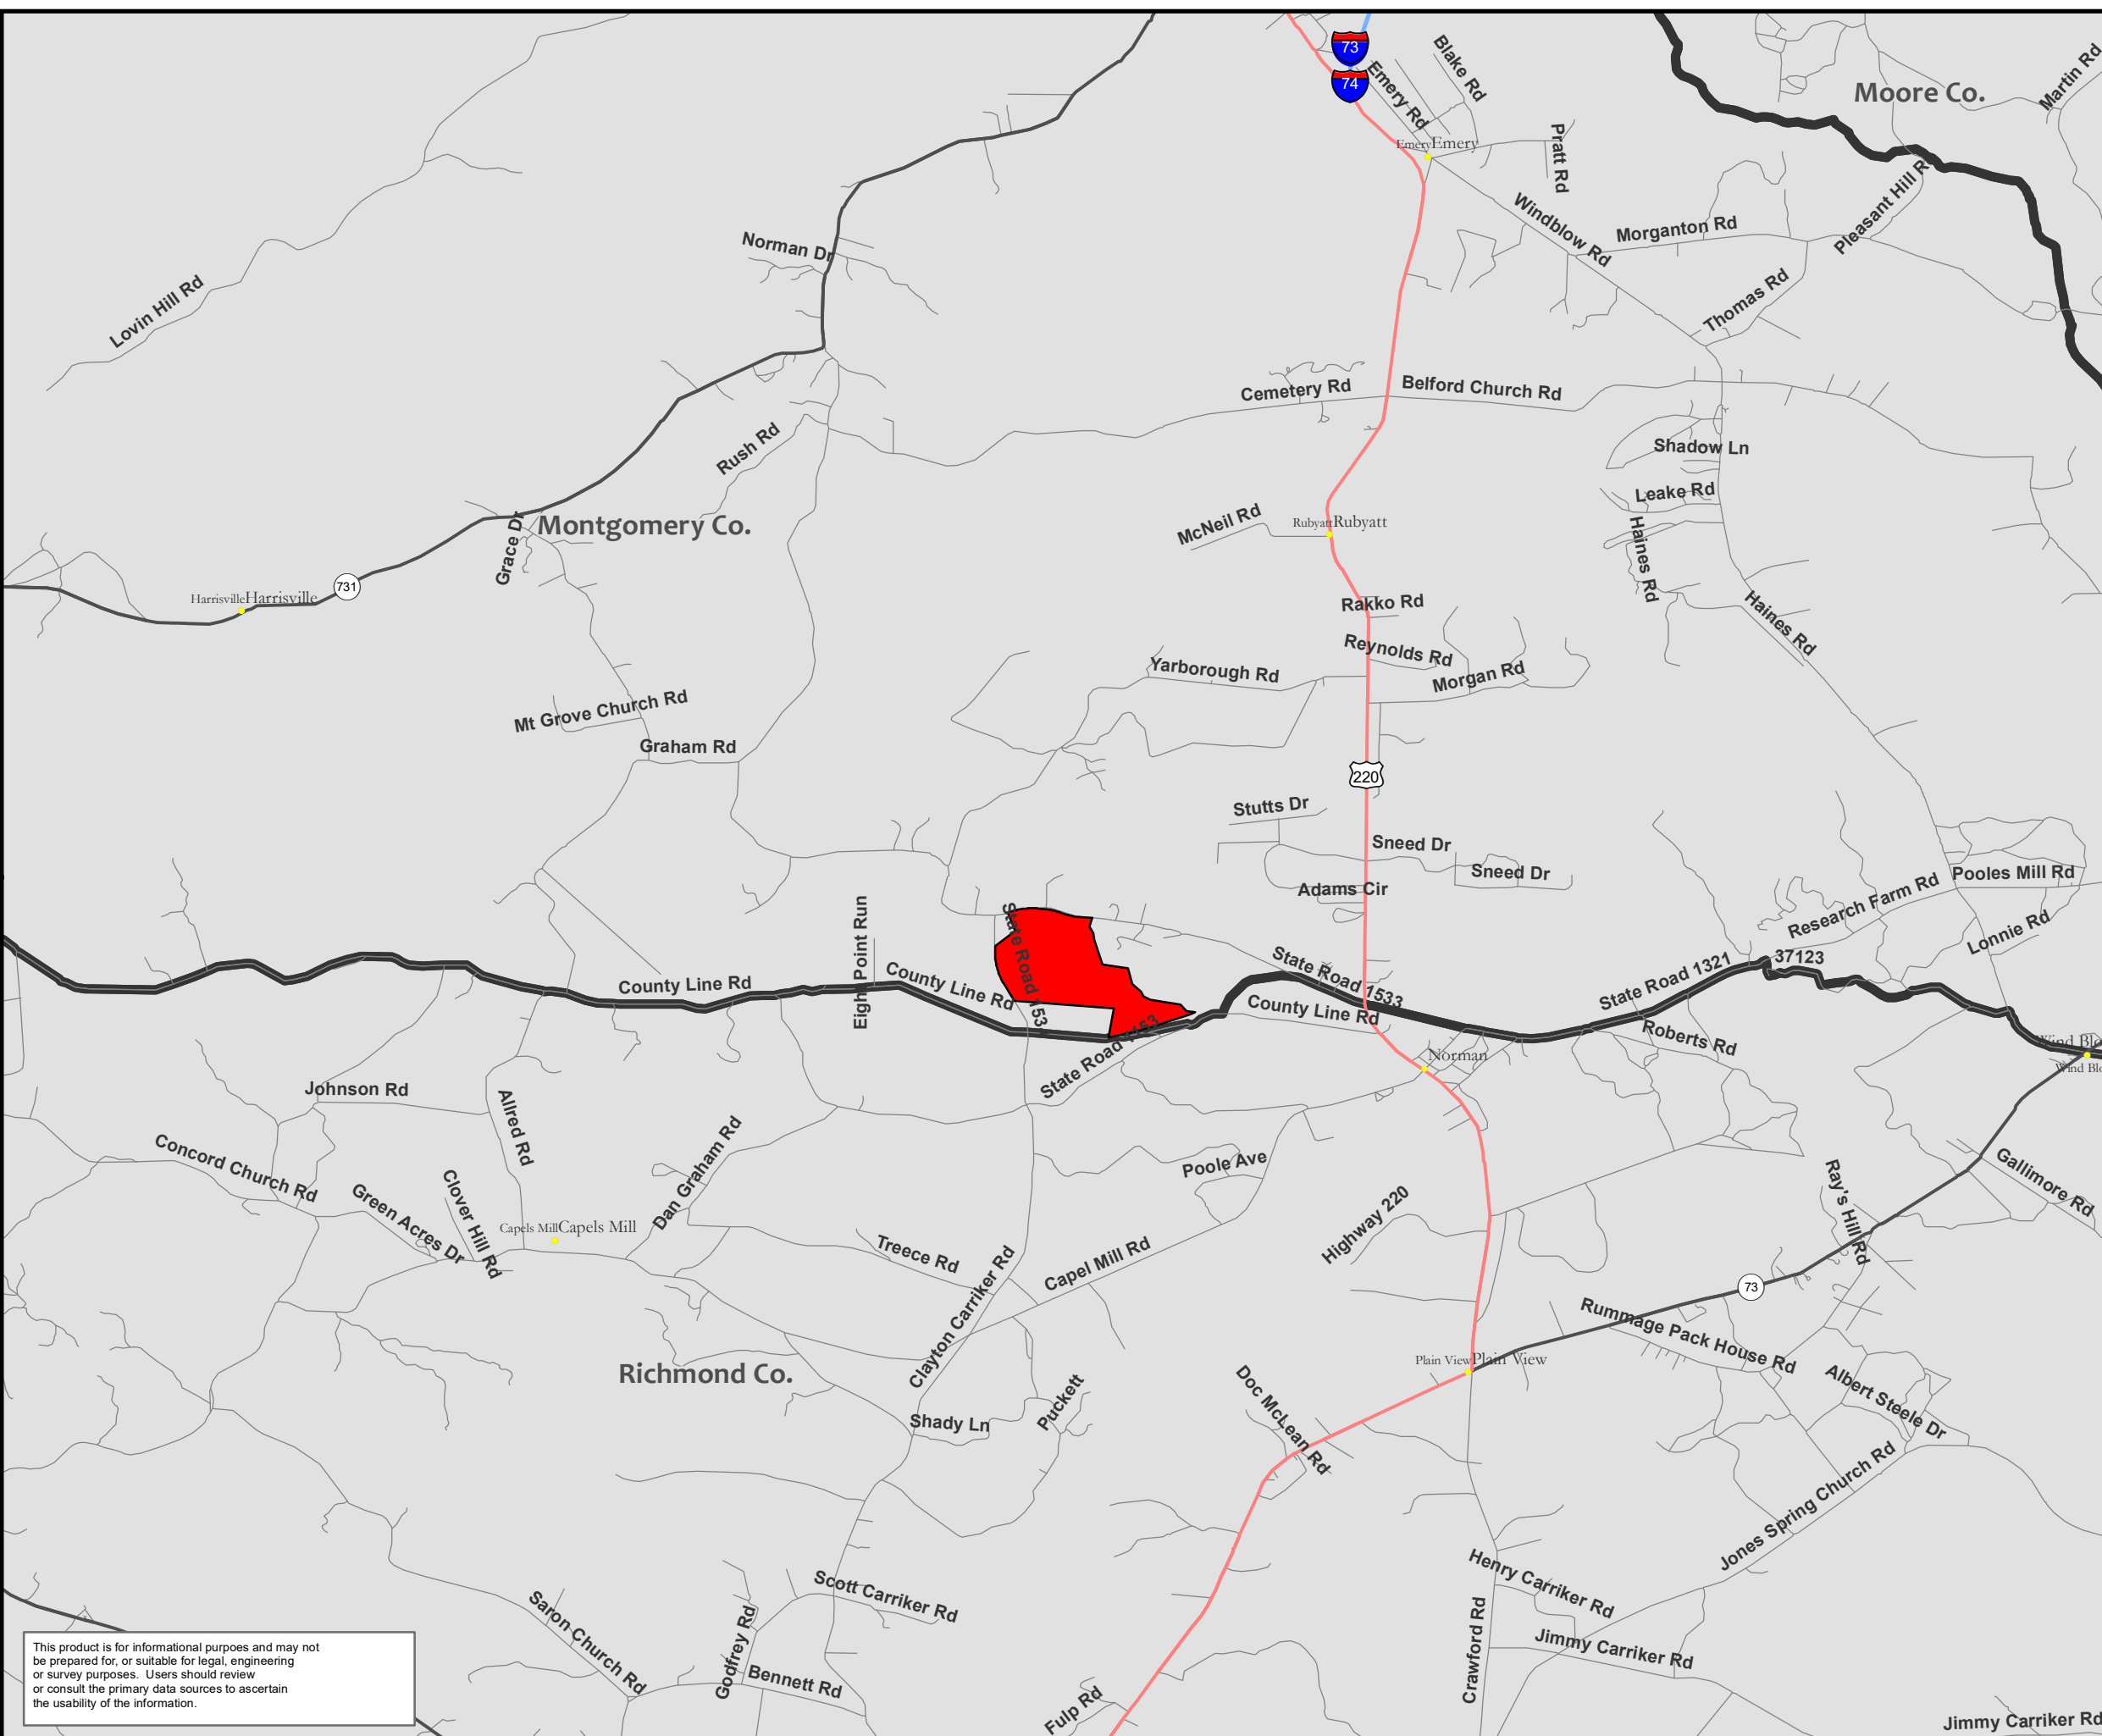 73
74
Blake Rd
Emery Rd
Emery
Emery
Pratt Rd
Moore Co.
Martin Rd
Pleasant Hill R
Norman Dr
Windblow Rd
Morganton Rd
Lovin Hill Rd
Thomas Rd
Cemetery Rd
Belford Church Rd
Rush Rd
Shadow Ln
Leake Rd
Montgomery Co.
Grace Dr
McNeil Rd
Rubyatt
Rubyatt
Haines Rd
731
Harrisville
Harrisville
Rakko Rd
Haines Rd
Reynolds Rd
Yarborough Rd
Morgan Rd
Mt Grove Church Rd
Graham Rd
220
Stutts Dr
Sneed Dr
Sneed Dr
Adams Cir
Pooles Mill Rd
Research Farm Rd
Lonnie Rd
Eight Point Run
State Road 153
County Line Rd
County Line Rd
State Road 1533
County Line Rd
State Road 1321
37123
State Road 1153
Roberts Rd
Norman
Wind Blo
Wind Blo
Johnson Rd
Allred Rd
Concord Church Rd
Green Acres Dr
Clover Hill Rd
Capels Mill
Capels Mill
Dan Graham Rd
Poole Ave
Highway 220
Ray's Hill Rd
Gallimore Rd
Treece Rd
Capel Mill Rd
Clayton Carriker Rd
73
Rummage Pack House Rd
Richmond Co.
Plain View
Plain View
Doc McLean Rd
Albert Steele Dr
Shady Ln
Puckett
Jones Spring Church Rd
Scott Carriker Rd
Henry Carriker Rd
Saron Church Rd
Godfrey Rd
Bennett Rd
Crawford Rd
Jimmy Carriker Rd
Fulp Rd
Jimmy Carriker Rd
This product is for informational purpoes and may not
be prepared for, or suitable for legal, engineering
or survey purposes. Users should review
or consult the primary data sources to ascertain
the usability of the information.